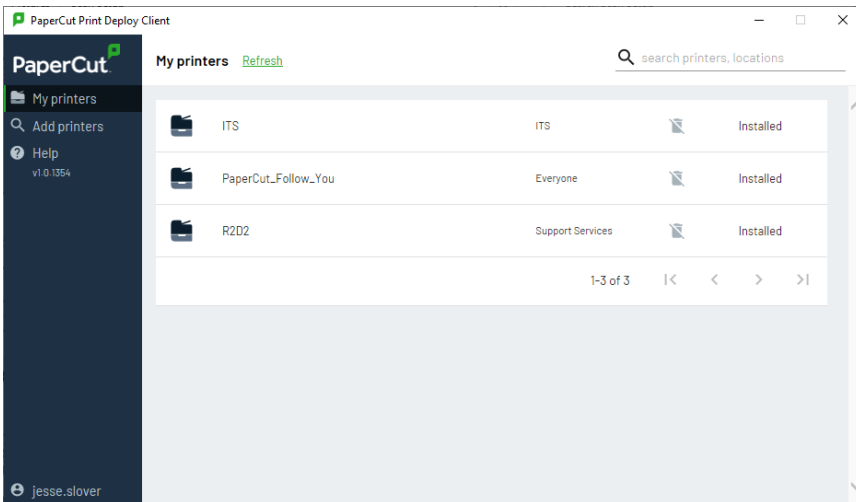 PaperCut Print Deploy Client
PaperCut
My printers Refresh
search printers, locations
My printers
Add printers
Help
v1.0.1354
ITS ITS Installed
PaperCut_Follow_You Everyone Installed
R2D2 Support Services Installed
1-3 of 3
jesse.slover